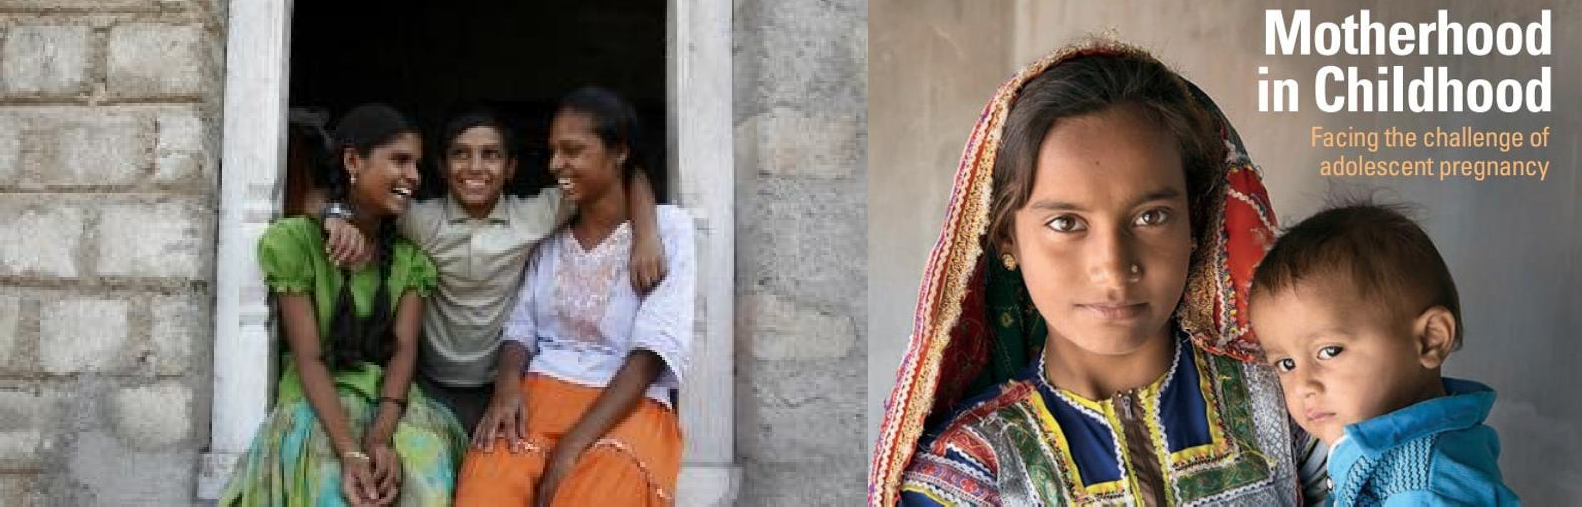 Motherhood
in Childhood
Facing the challenge of
adolescent pregnancy